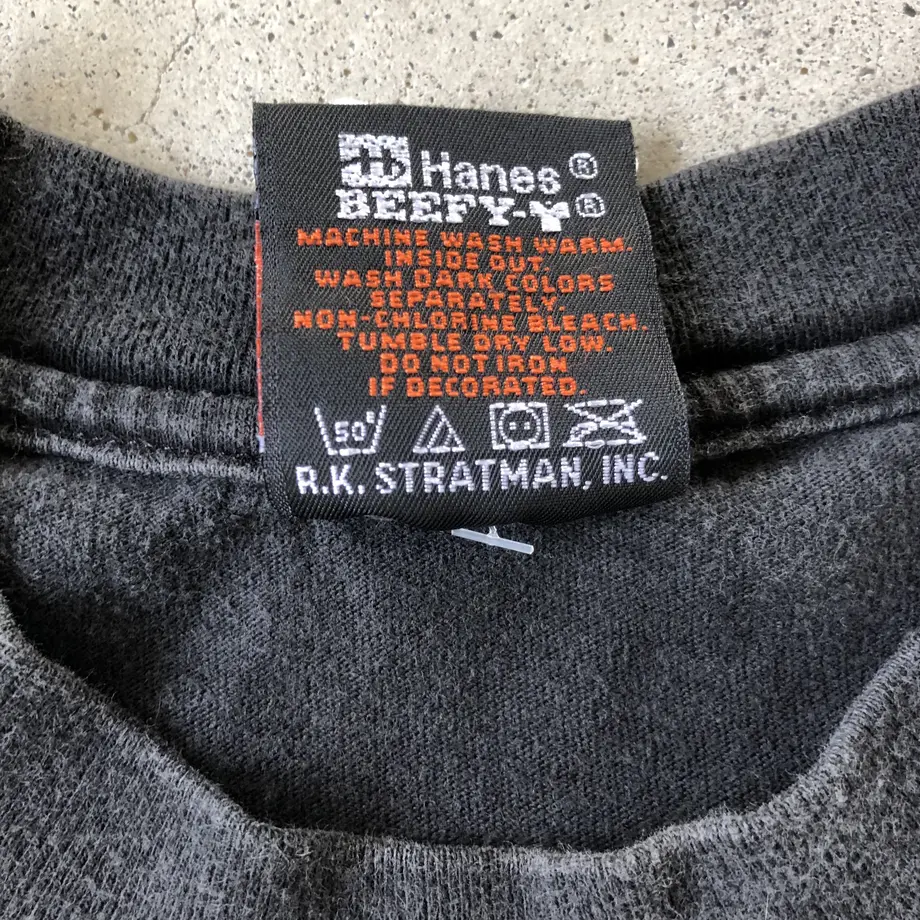 Hanes®
BEEFY-T®
MACHINE WASH WARM.
INSIDE OUT.
WASH DARK COLORS
SEPARATELY.
NON-CHLORINE BLEACH.
TUMBLE DRY LOW.
DO NOT IRON
IF DECORATED.
50°
R.K. STRATMAN, INC.